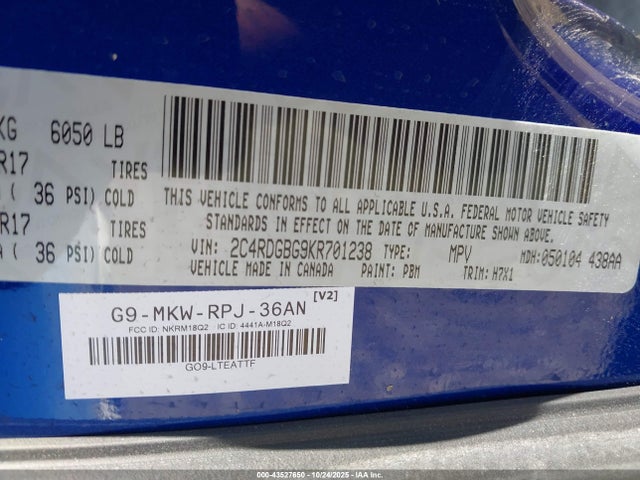 KG 6050 LB
R17 TIRES
( 36 PSI) COLD
R17 TIRES
( 36 PSI) COLD
THIS VEHICLE CONFORMS TO ALL APPLICABLE U.S.A. FEDERAL MOTOR VEHICLE SAFETY
STANDARDS IN EFFECT ON THE DATE OF MANUFACTURE SHOWN ABOVE.
VIN: 2C4RDGBG9KR701238 TYPE: MPV MDH: 050104 438AA
VEHICLE MADE IN CANADA PAINT: PBM TRIM: H7X1
G9-MKW-RPJ-36AN [V2]
FCC ID: NKRM18Q2 IC ID: 4441A-M18Q2
GO9-LTEATTF
000-43527650 - 10/24/2025 - IAA Inc.